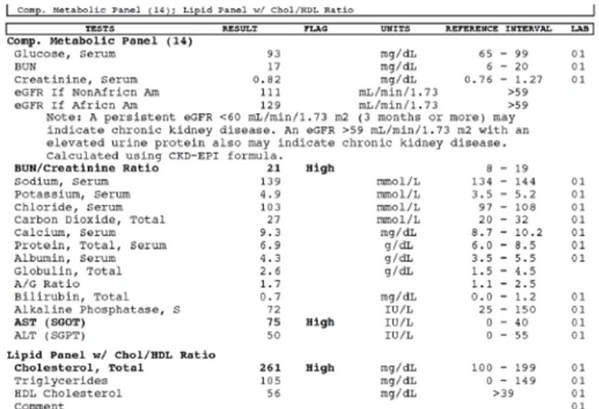 Comp. Metabolic Panel (14); Lipid Panel w/ Chol/HDL Ratio
TESTS RESULT FLAG UNITS REFERENCE INTERVAL LAB
Comp. Metabolic Panel (14)
Glucose, Serum 93 mg/dL 65 - 99 01
BUN 17 mg/dL 6 - 20 01
Creatinine, Serum 0.82 mg/dL 0.76 - 1.27 01
eGFR If NonAfricn Am 111 mL/min/1.73 >59
eGFR If Africn Am 129 mL/min/1.73 >59
Note: A persistent eGFR <60 mL/min/1.73 m2 (3 months or more) may
indicate chronic kidney disease. An eGFR >59 mL/min/1.73 m2 with an
elevated urine protein also may indicate chronic kidney disease.
Calculated using CKD-EPI formula.
BUN/Creatinine Ratio 21 High 8 - 19
Sodium, Serum 139 mmol/L 134 - 144 01
Potassium, Serum 4.9 mmol/L 3.5 - 5.2 01
Chloride, Serum 103 mmol/L 97 - 108 01
Carbon Dioxide, Total 27 mmol/L 20 - 32 01
Calcium, Serum 9.3 mg/dL 8.7 - 10.2 01
Protein, Total, Serum 6.9 g/dL 6.0 - 8.5 01
Albumin, Serum 4.3 g/dL 3.5 - 5.5 01
Globulin, Total 2.6 g/dL 1.5 - 4.5
A/G Ratio 1.7 1.1 - 2.5
Bilirubin, Total 0.7 mg/dL 0.0 - 1.2 01
Alkaline Phosphatase, S 72 IU/L 25 - 150 01
AST (SGOT) 75 High IU/L 0 - 40 01
ALT (SGPT) 50 IU/L 0 - 55 01
Lipid Panel w/ Chol/HDL Ratio
Cholesterol, Total 261 High mg/dL 100 - 199 01
Triglycerides 105 mg/dL 0 - 149 01
HDL Cholesterol 56 mg/dL >39 01
Comment 01